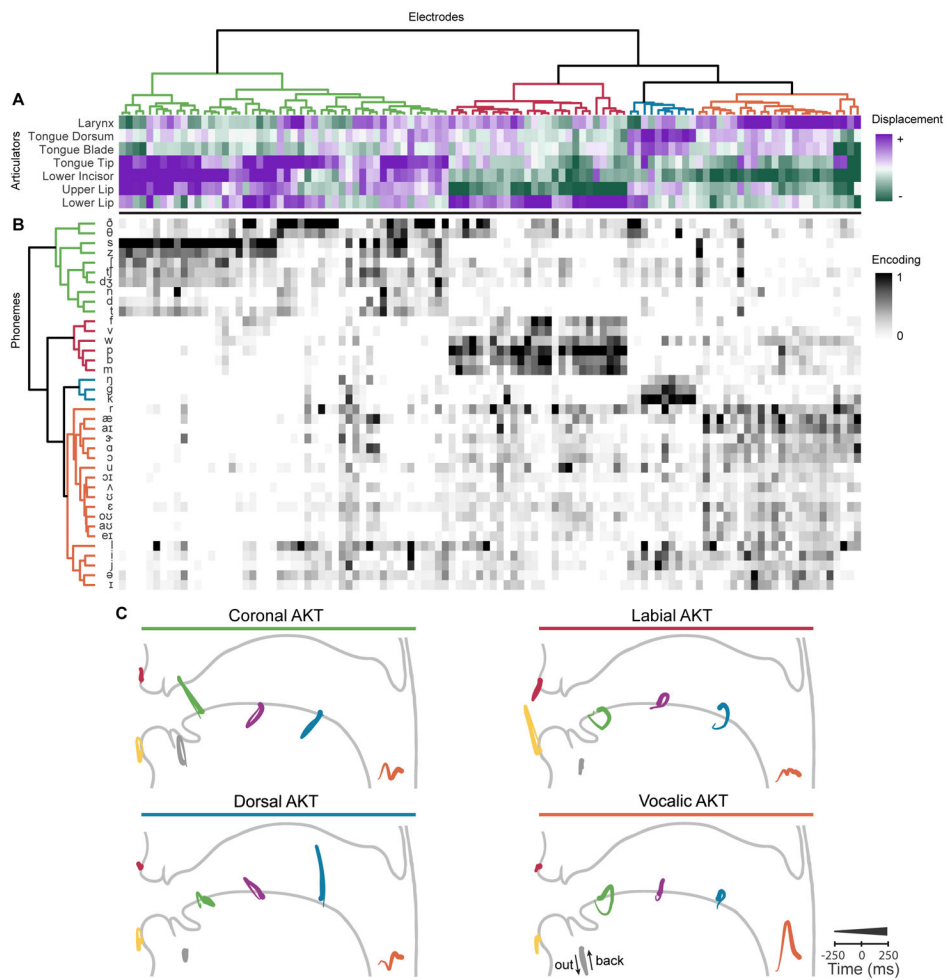 Electrodes
A
Articulators
Larynx
Tongue Dorsum
Tongue Blade
Tongue Tip
Lower Incisor
Upper Lip
Lower Lip
Displacement
+
-
B
Phonemes
ð
θ
s
z
ʃ
tʃ
dʒ
n
d
t
f
v
w
p
b
m
ŋ
g
k
r
æ
aɪ
ɝ
ɑ
ɔ
u
ɔɪ
ʌ
ʊ
ɛ
oʊ
aʊ
eɪ
l
i
j
ə
ɪ
Encoding
1
0
C
Coronal AKT
Labial AKT
Dorsal AKT
Vocalic AKT
out
back
-250 0 250
Time (ms)